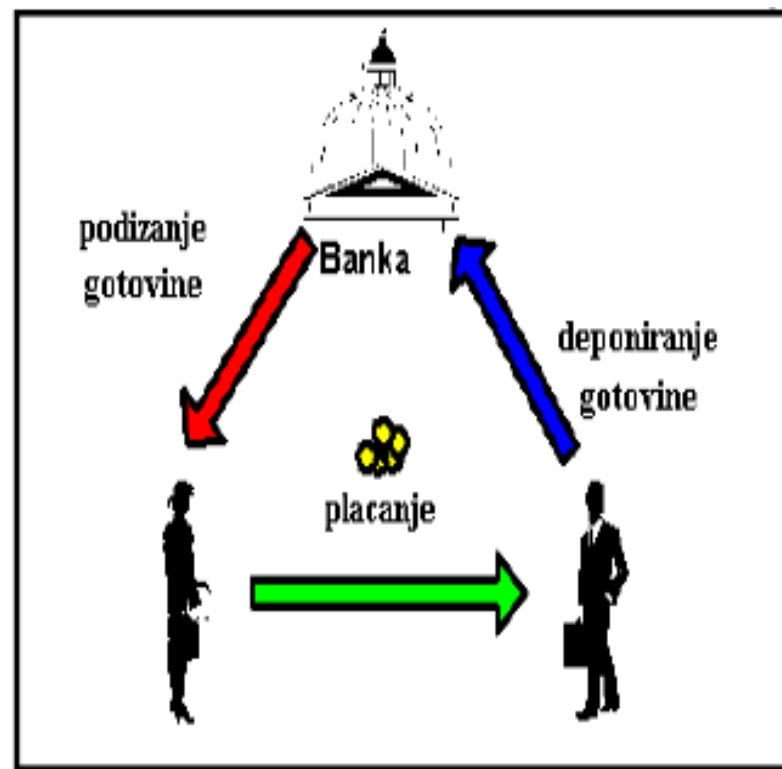 podizanje
gotovine
Banka
deponiranje
gotovine
placanje